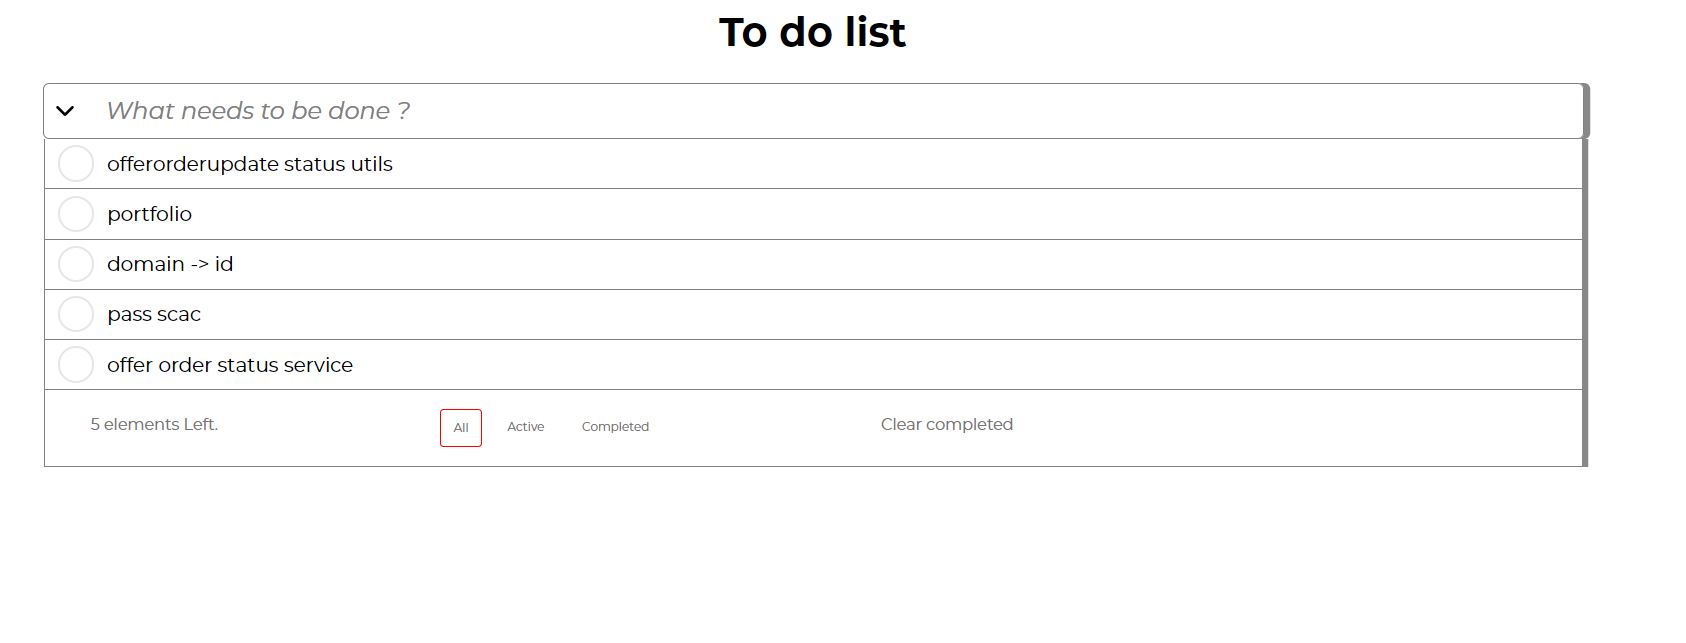 To do list
What needs to be done ?
offerorderupdate status utils
portfolio
domain -> id
pass scac
offer order status service
5 elements Left. All Active Completed Clear completed